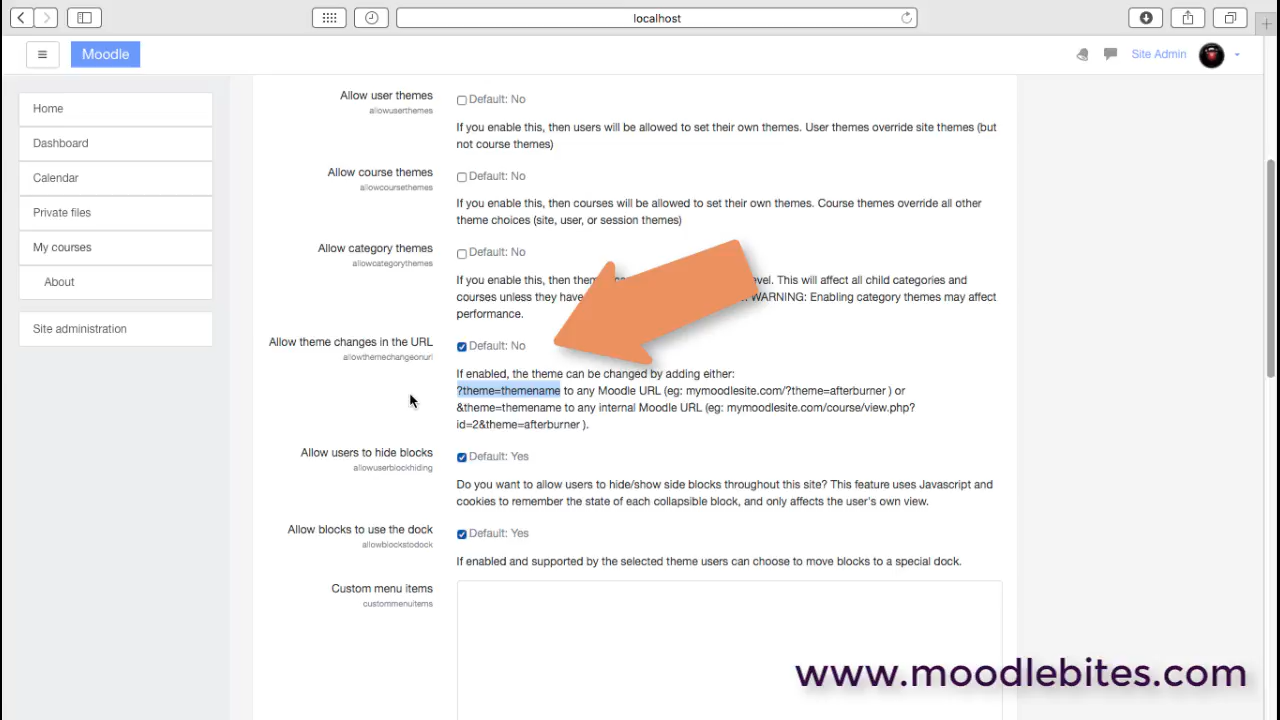 localhost
Moodle
Site Admin
Home
Dashboard
Calendar
Private files
My courses
About
Site administration
Allow user themes
allowuserthemes
Default: No
If you enable this, then users will be allowed to set their own themes. User themes override site themes (but
not course themes)
Allow course themes
allowcoursethemes
Default: No
If you enable this, then courses will be allowed to set their own themes. Course themes override all other
theme choices (site, user, or session themes)
Allow category themes
allowcategorythemes
Default: No
If you enable this, then level. This will affect all child categories and
courses unless they have WARNING: Enabling category themes may affect
performance.
Allow theme changes in the URL
allowthemechangeonurl
Default: No
If enabled, the theme can be changed by adding either:
?theme=themename to any Moodle URL (eg: mymoodlesite.com/?theme=afterburner ) or
&theme=themename to any internal Moodle URL (eg: mymoodlesite.com/course/view.php?
id=2&theme=afterburner ).
Allow users to hide blocks
allowuserblockhiding
Default: Yes
Do you want to allow users to hide/show side blocks throughout this site? This feature uses Javascript and
cookies to remember the state of each collapsible block, and only affects the user's own view.
Allow blocks to use the dock
allowblockstodock
Default: Yes
If enabled and supported by the selected theme users can choose to move blocks to a special dock.
Custom menu items
custommenuitems
www.moodlebites.com